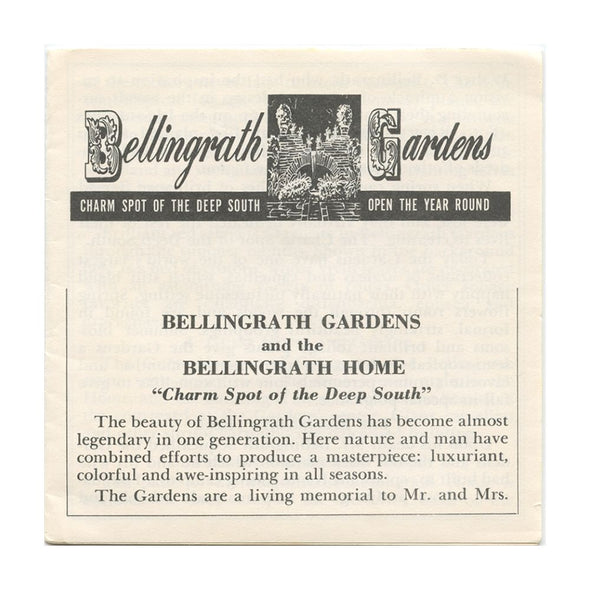 Bellingrath Gardens
CHARM SPOT OF THE DEEP SOUTH OPEN THE YEAR ROUND
BELLINGRATH GARDENS
and the
BELLINGRATH HOME
"Charm Spot of the Deep South"
The beauty of Bellingrath Gardens has become almost
legendary in one generation. Here nature and man have
combined efforts to produce a masterpiece: luxuriant,
colorful and awe-inspiring in all seasons.
The Gardens are a living memorial to Mr. and Mrs.